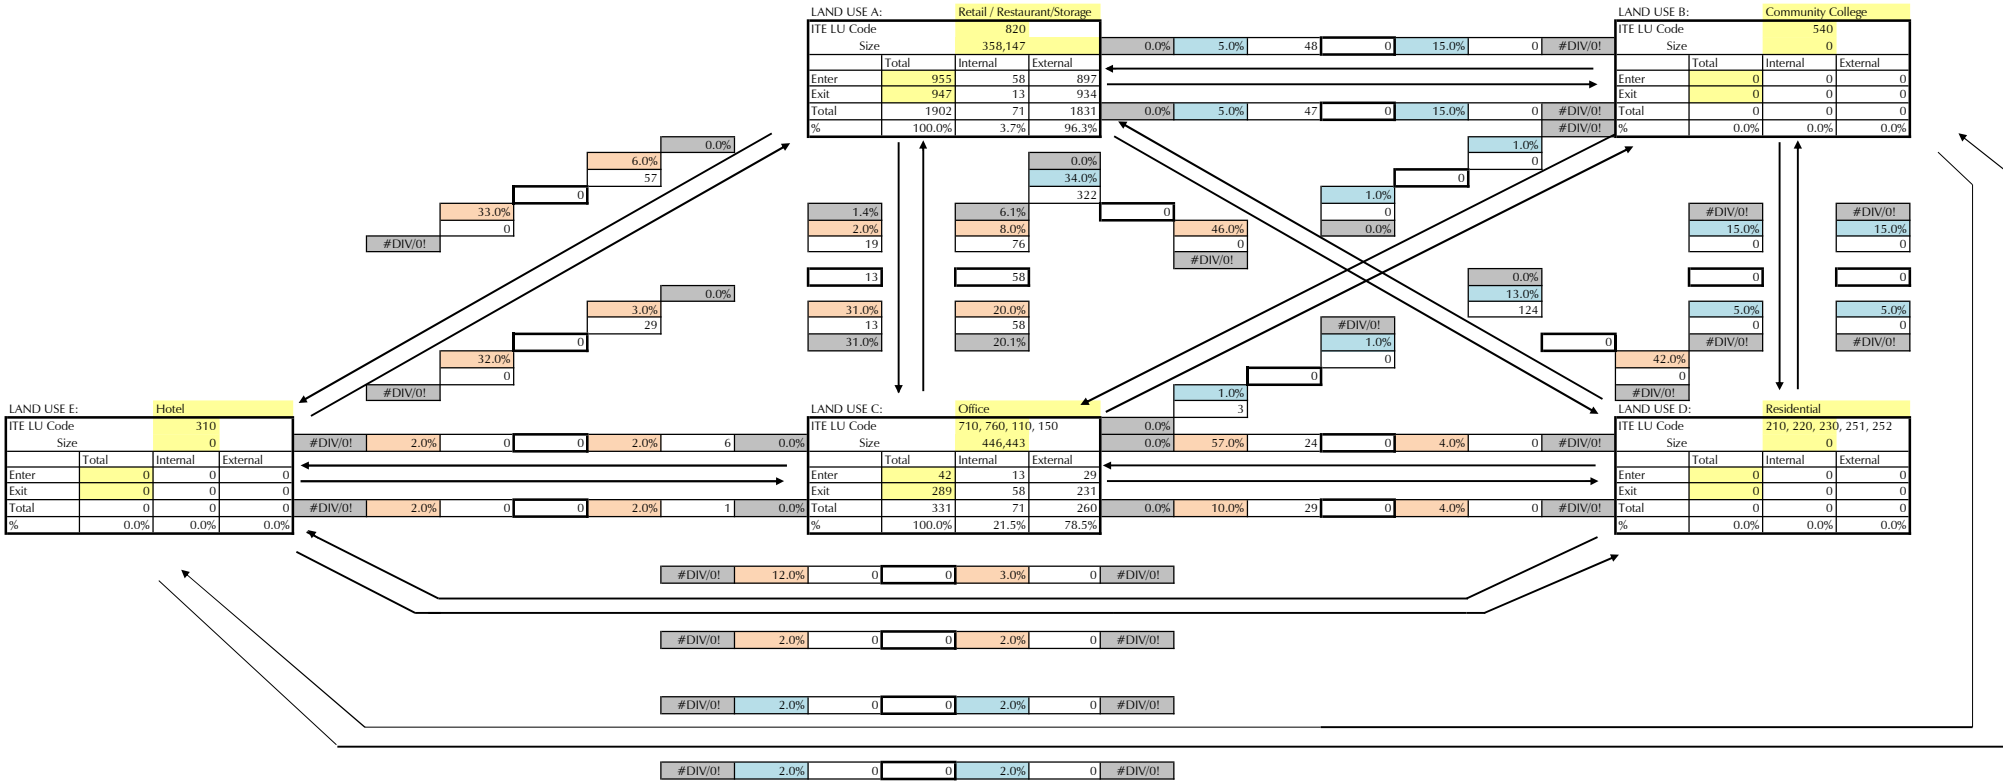 LAND USE A: Retail / Restaurant/Storage LAND USE B: Community College
ITE LU Code 820 ITE LU Code 540
Size 358,147 0.0% 5.0% 48 0 15.0% 0 #DIV/0! Size 0
Total Internal External Total Internal External
Enter 955 58 897 Enter 0 0 0
Exit 947 13 934 Exit 0 0 0
Total 1902 71 1831 0.0% 5.0% 47 0 15.0% 0 #DIV/0! Total 0 0 0
% 100.0% 3.7% 96.3% #DIV/0! % 0.0% 0.0% 0.0%
0.0% 1.0%
6.0% 0.0% 0
57 34.0% 0
0 322 1.0%
33.0% 1.4% 6.1% 0 0 #DIV/0! #DIV/0!
0 2.0% 8.0% 46.0% 0.0% 15.0% 15.0%
#DIV/0! 19 76 0 0 0
#DIV/0!
13 58 0.0% 0 0
0.0% 13.0%
3.0% 31.0% 20.0% 124 5.0% 5.0%
29 13 58 #DIV/0! 0 0
0 31.0% 20.1% 1.0% 0 #DIV/0! #DIV/0!
32.0% 0 42.0%
0 0 0
#DIV/0! 1.0% #DIV/0!
LAND USE E: Hotel LAND USE C: Office 3 LAND USE D: Residential
ITE LU Code 310 ITE LU Code 710, 760, 110, 150 0.0% ITE LU Code 210, 220, 230, 251, 252
Size 0 #DIV/0! 2.0% 0 0 2.0% 6 0.0% Size 446,443 0.0% 57.0% 24 0 4.0% 0 #DIV/0! Size 0
Total Internal External Total Internal External Total Internal External
Enter 0 0 0 Enter 42 13 29 Enter 0 0 0
Exit 0 0 0 Exit 289 58 231 Exit 0 0 0
Total 0 0 0 #DIV/0! 2.0% 0 0 2.0% 1 0.0% Total 331 71 260 0.0% 10.0% 29 0 4.0% 0 #DIV/0! Total 0 0 0
% 0.0% 0.0% 0.0% % 100.0% 21.5% 78.5% % 0.0% 0.0% 0.0%
#DIV/0! 12.0% 0 0 3.0% 0 #DIV/0!
#DIV/0! 2.0% 0 0 2.0% 0 #DIV/0!
#DIV/0! 2.0% 0 0 2.0% 0 #DIV/0!
#DIV/0! 2.0% 0 0 2.0% 0 #DIV/0!